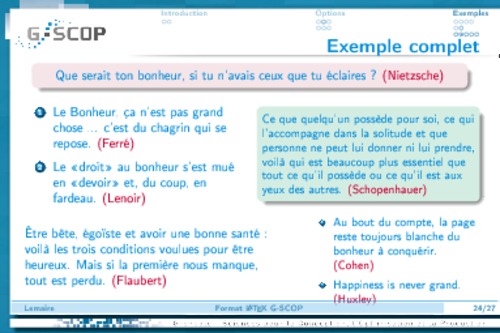 Introduction
Options
Exemples
G-SCOP
Exemple complet
Que serait ton bonheur, si tu n'avais ceux que tu éclaires ? (Nietzsche)
1 Le Bonheur, ça n'est pas grand
chose ... c'est du chagrin qui se
repose. (Ferré)
2 Le «droit» au bonheur s'est mué
en «devoir» et, du coup, en
fardeau. (Lenoir)
Être bête, égoïste et avoir une bonne santé :
voilà les trois conditions voulues pour être
heureux. Mais si la première nous manque,
tout est perdu. (Flaubert)
Ce que quelqu'un possède pour soi, ce qui
l'accompagne dans la solitude et que
personne ne peut lui donner ni lui prendre,
voilà qui est beaucoup plus essentiel que
tout ce qu'il possède ou ce qu'il est aux
yeux des autres. (Schopenhauer)
Au bout du compte, la page
reste toujours blanche du
bonheur à conquérir.
(Cohen)
Happiness is never grand.
(Huxley)
Lemaire
Format LATEX G-SCOP
24/27